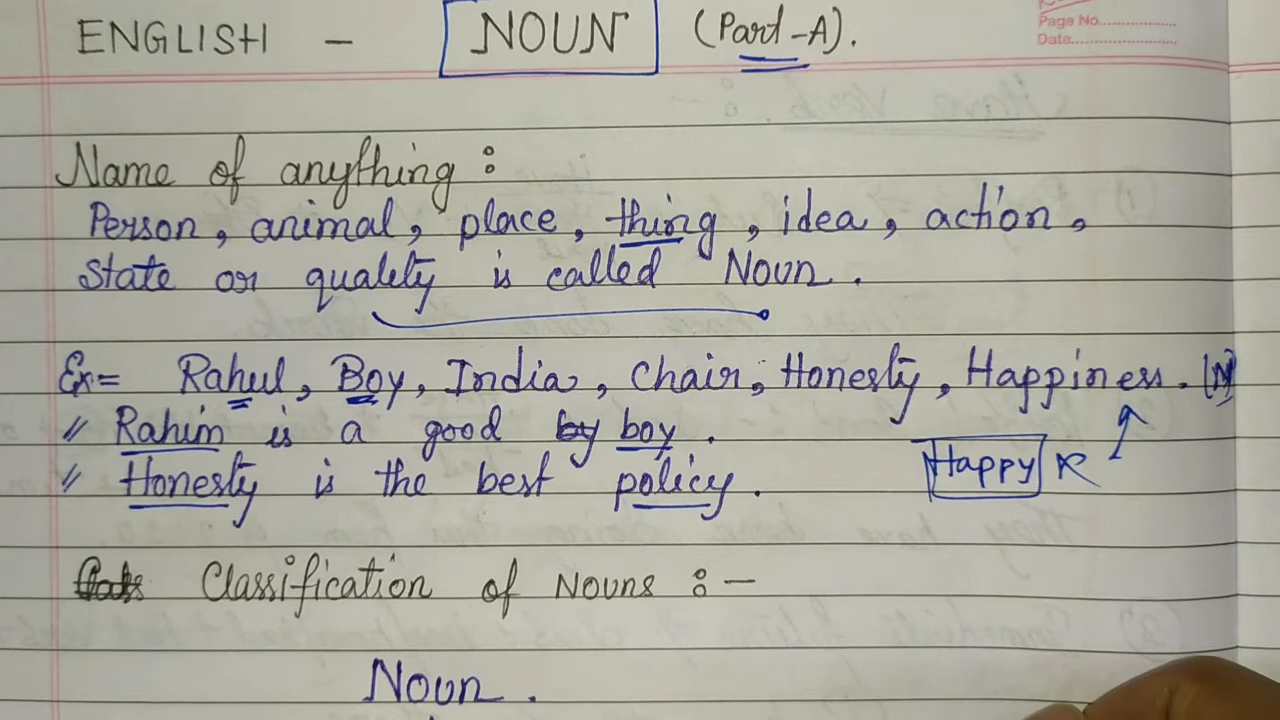 ENGLISH - NOUN (Part-A).
Page No.
Date
Name of anything :
Person, animal, place, thing, idea, action,
State or quality is called Noun.
Ex= Rahul, Boy, India, Chair, Honesty, Happiness. (N)
" Rahim is a good by boy.
" Honesty is the best policy.
Happy
Classification of Nouns :-
Noun.